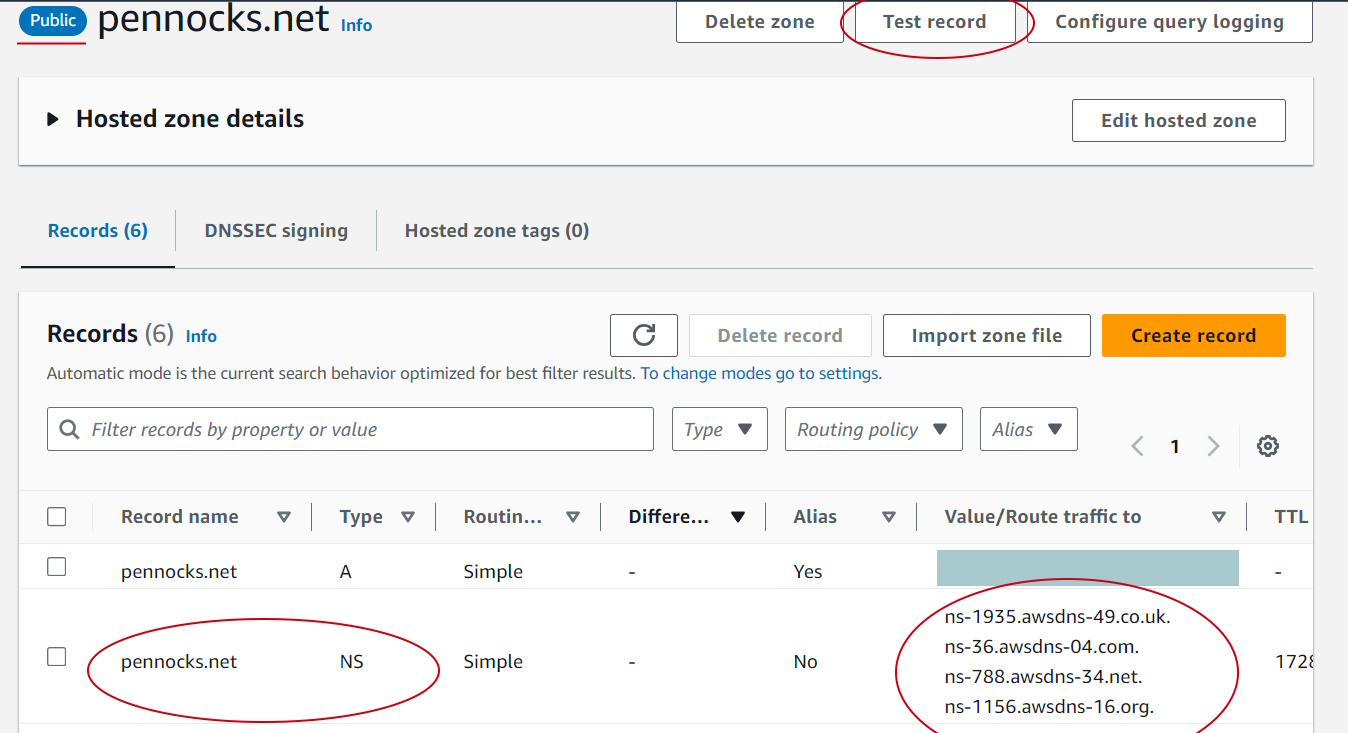 Public pennocks.net Info Delete zone Test record Configure query logging
Hosted zone details Edit hosted zone
Records (6) DNSSEC signing Hosted zone tags (0)
Records (6) Info Delete record Import zone file Create record
Automatic mode is the current search behavior optimized for best filter results. To change modes go to settings.
Filter records by property or value Type Routing policy Alias 1
Record name Type Routin... Differe... Alias Value/Route traffic to TTL
pennocks.net A Simple - Yes -
ns-1935.awsdns-49.co.uk.
ns-36.awsdns-04.com.
pennocks.net NS Simple - No 1728
ns-788.awsdns-34.net.
ns-1156.awsdns-16.org.